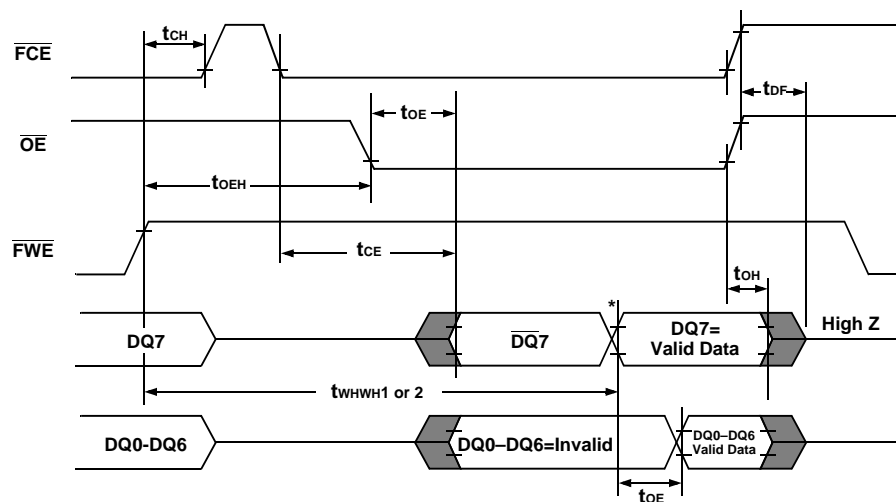 FCE
tCH
tDF
OE
tOE
tOEH
FWE
tCE
tOH
*
DQ7
DQ7
DQ7=
Valid Data
High Z
tWHWH1 or 2
DQ0-DQ6
DQ0–DQ6=Invalid
DQ0–DQ6
Valid Data
tOE